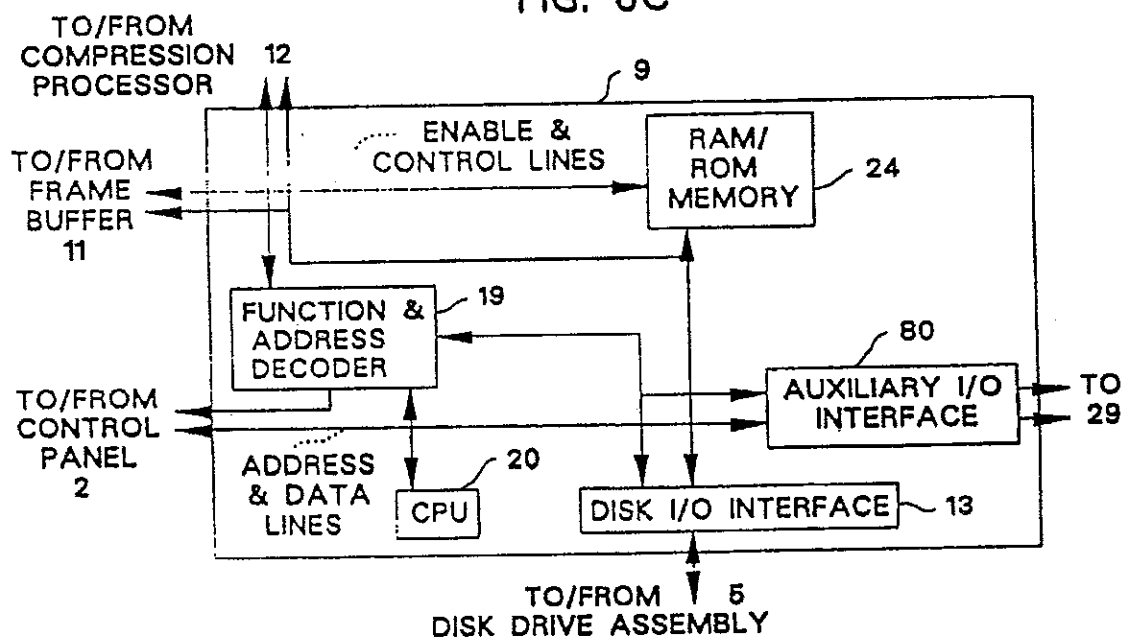 TO/FROM
COMPRESSION 12
PROCESSOR
9
ENABLE &
CONTROL LINES
RAM/
ROM
MEMORY
24
TO/FROM
FRAME
BUFFER
11
FUNCTION &
ADDRESS
DECODER
19
80
AUXILIARY I/O
INTERFACE
TO
29
TO/FROM
CONTROL
PANEL
2
ADDRESS
& DATA
LINES
20
CPU
DISK I/O INTERFACE
13
TO/FROM 5
DISK DRIVE ASSEMBLY